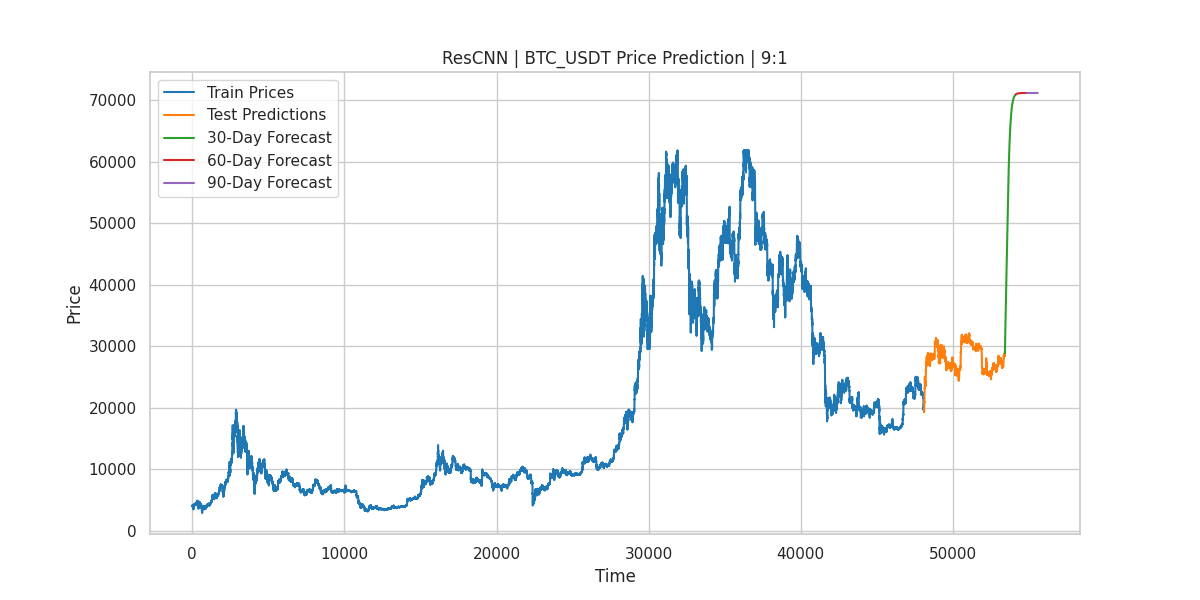 ResCNN | BTC_USDT Price Prediction | 9:1
Train Prices
Test Predictions
30-Day Forecast
60-Day Forecast
90-Day Forecast
Price
70000
60000
50000
40000
30000
20000
10000
0
0 10000 20000 30000 40000 50000
Time